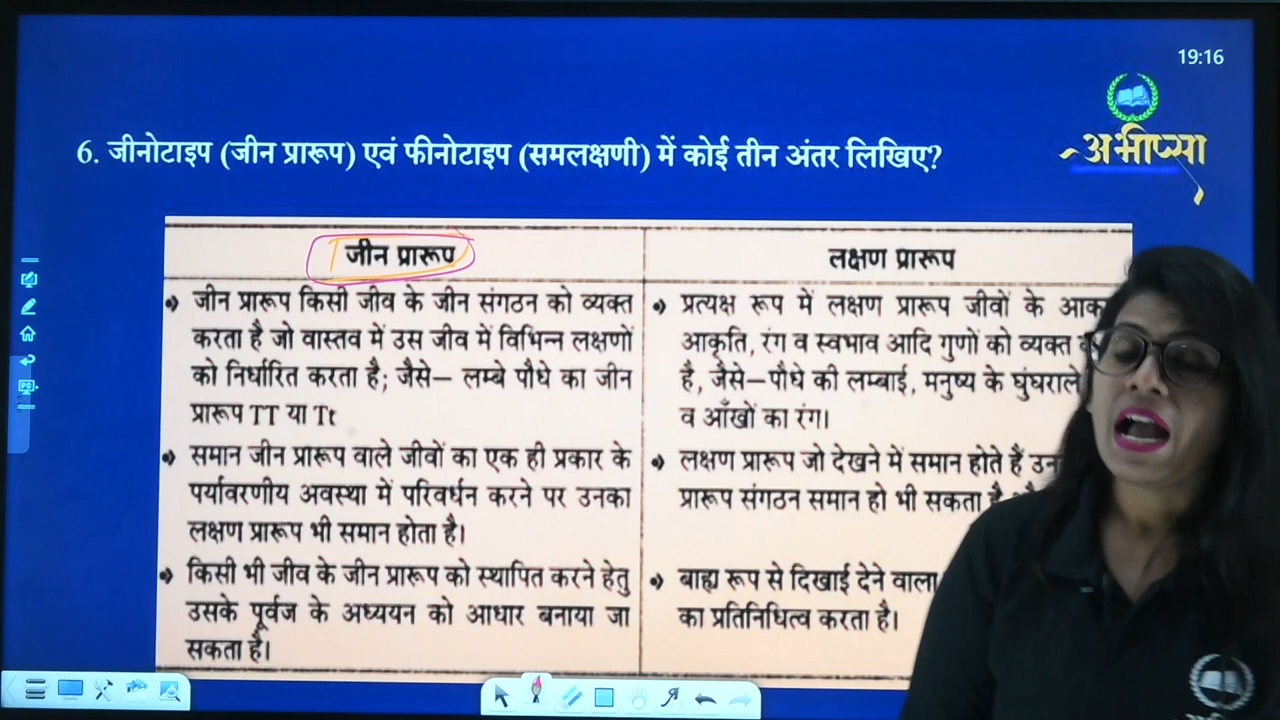 19:16
अभीप्सा
6. जीनोटाइप (जीन प्रारूप) एवं फीनोटाइप (समलक्षणी) में कोई तीन अंतर लिखिए?
जीन प्रारूप
जीन प्रारूप किसी जीव के जीन संगठन को व्यक्त
करता है जो वास्तव में उस जीव में विभिन्न लक्षणों
को निर्धारित करता है; जैसे– लम्बे पौधे का जीन
प्रारूप TT या Tt
समान जीन प्रारूप वाले जीवों का एक ही प्रकार के
पर्यावरणीय अवस्था में परिवर्धन करने पर उनका
लक्षण प्रारूप भी समान होता है।
किसी भी जीव के जीन प्रारूप को स्थापित करने हेतु
उसके पूर्वज के अध्ययन को आधार बनाया जा
सकता है।
लक्षण प्रारूप
प्रत्यक्ष रूप में लक्षण प्रारूप जीवों के
आकृति, रंग व स्वभाव आदि गुणों को व्यक्त
है, जैसे–पौधे की लम्बाई, मनुष्य के घुंघराले
व आँखों का रंग।
लक्षण प्रारूप जो देखने में समान होते हैं
प्रारूप संगठन समान हो भी सकता है
बाह्य रूप से दिखाई देने वाला
का प्रतिनिधित्व करता है।